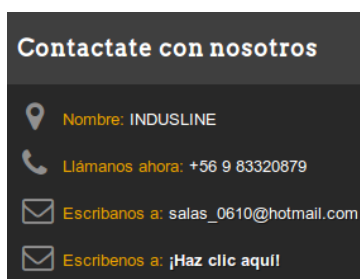 Contactate con nosotros
Nombre: INDUSLINE
Llámanos ahora: +56 9 83320879
Escribanos a: salas_0610@hotmail.com
Escribenos a: ¡Haz clic aquí!